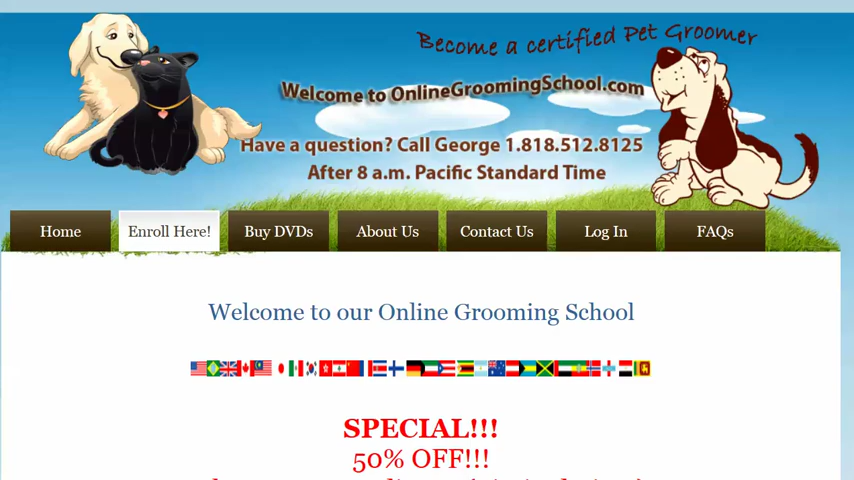 Become a certified Pet Groomer
Welcome to OnlineGroomingSchool.com
Have a question? Call George 1.818.512.8125
After 8 a.m. Pacific Standard Time
Home Enroll Here! Buy DVDs About Us Contact Us Log In FAQs
Welcome to our Online Grooming School
SPECIAL!!!
50% OFF!!!